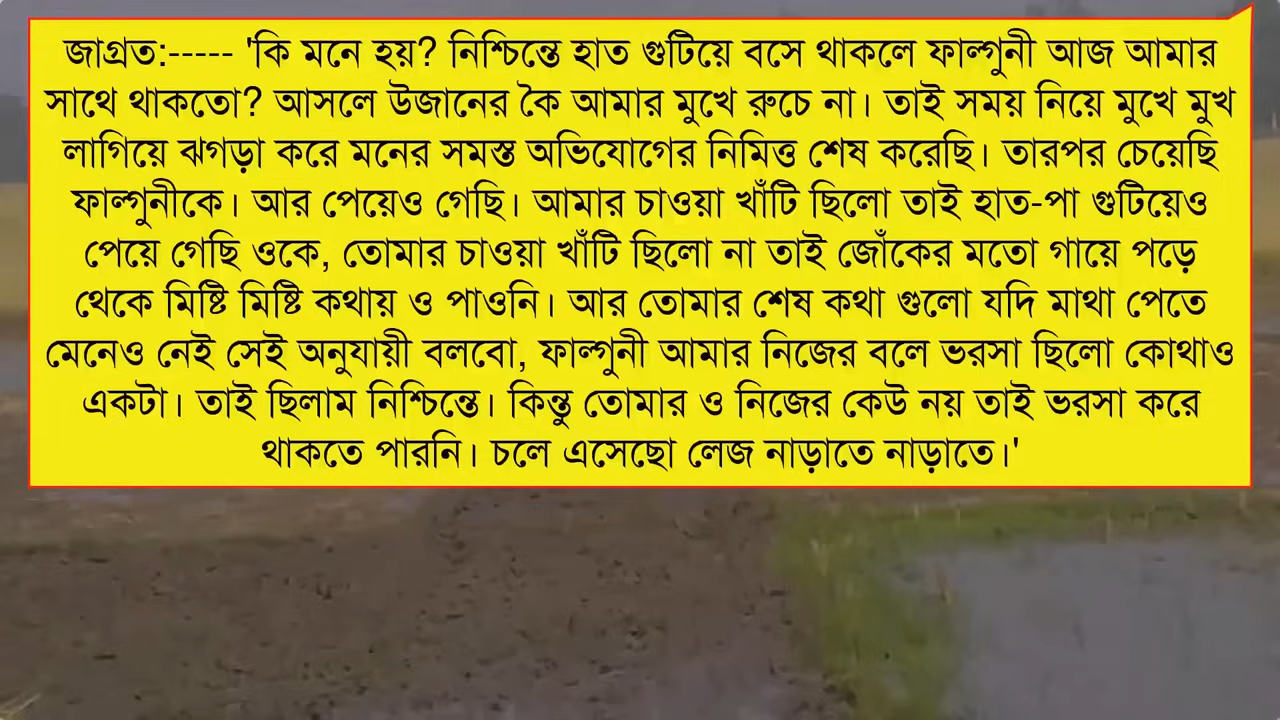 জাগ্রত:----- 'কি মনে হয়? নিশ্চিন্তে হাত গুটিয়ে বসে থাকলে ফাল্গুনী আজ আমার
সাথে থাকতো? আসলে উজানের কৈ আমার মুখে রুচে না। তাই সময় নিয়ে মুখে মুখ
লাগিয়ে ঝগড়া করে মনের সমস্ত অভিযোগের নিমিত্ত শেষ করেছি। তারপর চেয়েছি
ফাল্গুনীকে। আর পেয়েও গেছি। আমার চাওয়া খাঁটি ছিলো তাই হাত-পা গুটিয়েও
পেয়ে গেছি ওকে, তোমার চাওয়া খাঁটি ছিলো না তাই জোঁকের মতো গায়ে পড়ে
থেকে মিষ্টি মিষ্টি কথায় ও পাওনি। আর তোমার শেষ কথা গুলো যদি মাথা পেতে
মেনেও নেই সেই অনুযায়ী বলবো, ফাল্গুনী আমার নিজের বলে ভরসা ছিলো কোথাও
একটা। তাই ছিলাম নিশ্চিন্তে। কিন্তু তোমার ও নিজের কেউ নয় তাই ভরসা করে
থাকতে পারনি। চলে এসেছো লেজ নাড়াতে নাড়াতে।'